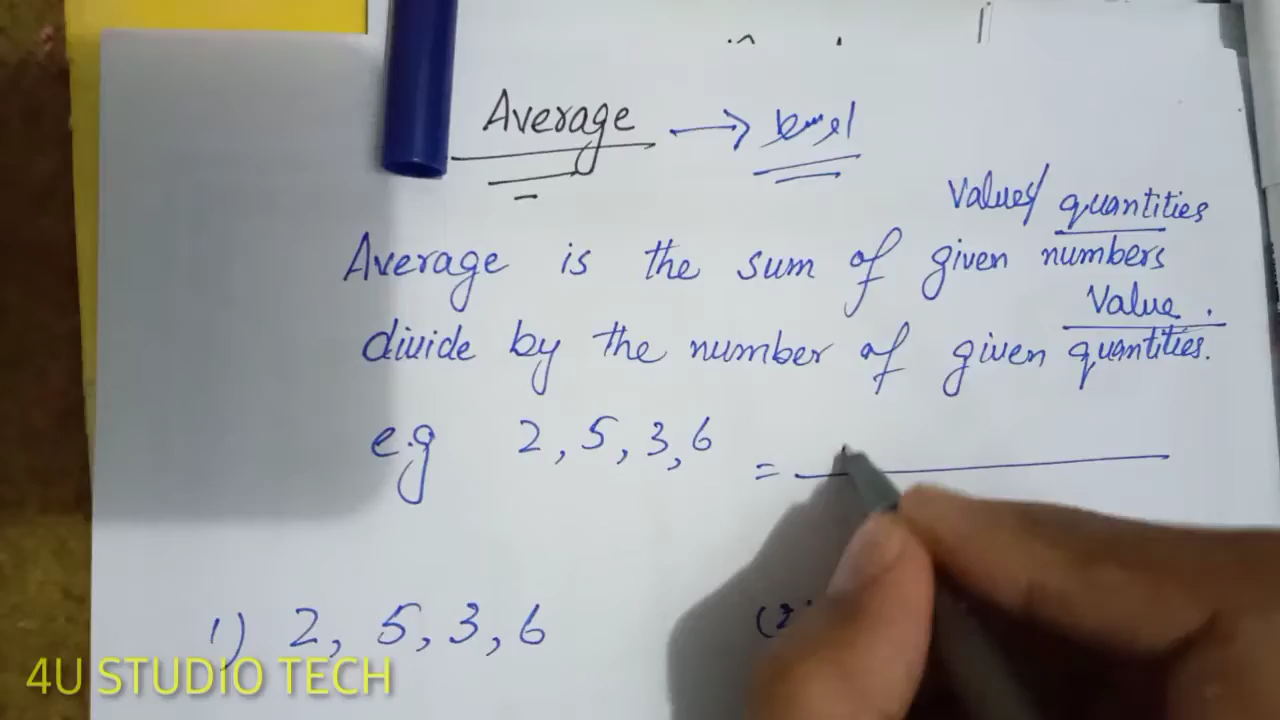 Average → اوسط
Values/ quantities
Average is the sum of given numbers
Value.
divide by the number of given quantities.
e.g 2, 5, 3, 6 =
1) 2, 5, 3, 6 (2
4U STUDiO TECH